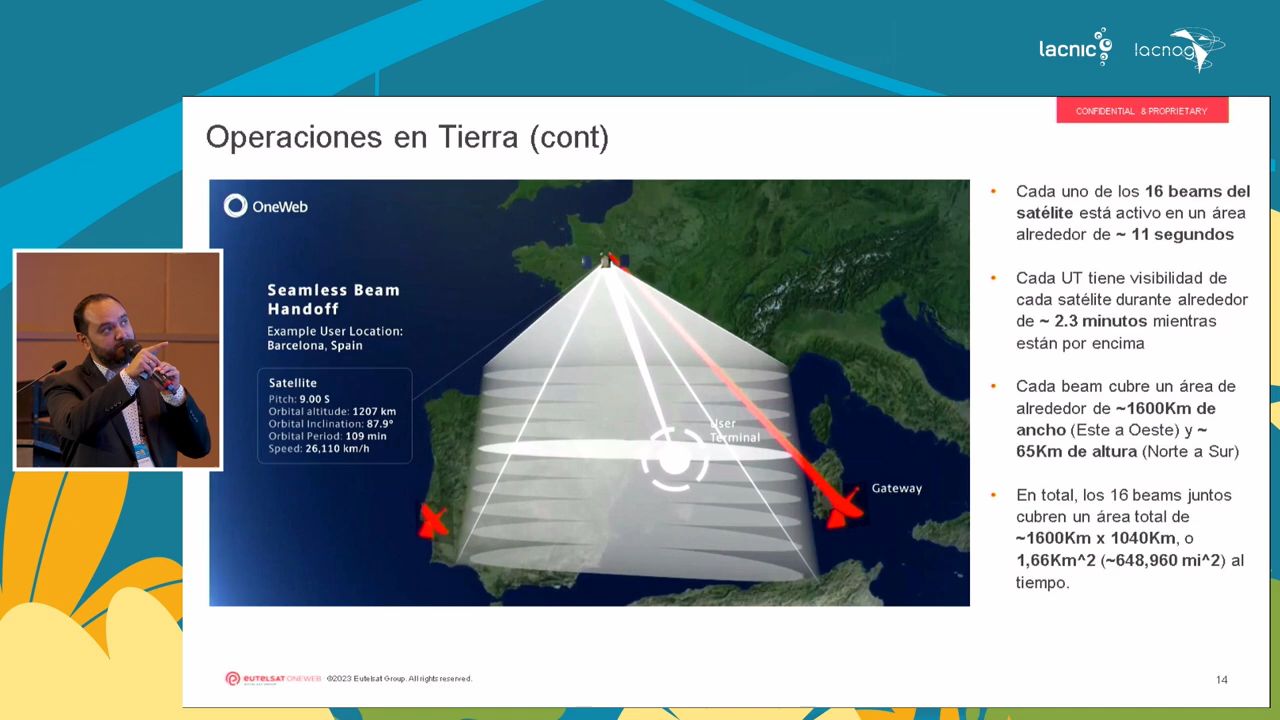 lacnic
lacnog
CONFIDENTIAL & PROPRIETARY
Operaciones en Tierra (cont)
OneWeb
Seamless Beam
Handoff
Example User Location:
Barcelona, Spain
Satellite
Pitch: 9.00 S
Orbital altitude: 1207 km
Orbital Inclination: 87.9°
Orbital Period: 109 min
Speed: 26,110 km/h
User
Terminal
Gateway
• Cada uno de los 16 beams del
satélite está activo en un área
alrededor de ~ 11 segundos
• Cada UT tiene visibilidad de
cada satélite durante alrededor
de ~ 2.3 minutos mientras
están por encima
• Cada beam cubre un área de
alrededor de ~1600Km de
ancho (Este a Oeste) y ~
65Km de altura (Norte a Sur)
• En total, los 16 beams juntos
cubren un área total de
~1600Km x 1040Km, o
1,66Km^2 (~648,960 mi^2) al
tiempo.
eutelsat ONEWEB ©2023 Eutelsat Group. All rights reserved.
14